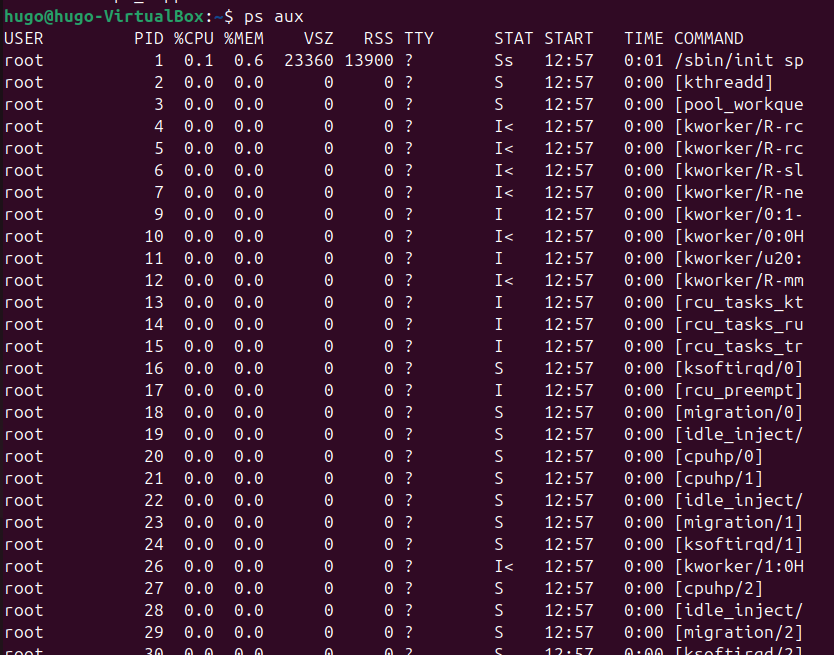 hugo@hugo-VirtualBox:~$ ps aux
USER         PID %CPU %MEM    VSZ   RSS TTY      STAT START   TIME COMMAND
root           1  0.1  0.6  23360 13900 ?        Ss   12:57   0:01 /sbin/init sp
root           2  0.0  0.0      0     0 ?        S    12:57   0:00 [kthreadd]
root           3  0.0  0.0      0     0 ?        S    12:57   0:00 [pool_workque
root           4  0.0  0.0      0     0 ?        I<   12:57   0:00 [kworker/R-rc
root           5  0.0  0.0      0     0 ?        I<   12:57   0:00 [kworker/R-rc
root           6  0.0  0.0      0     0 ?        I<   12:57   0:00 [kworker/R-sl
root           7  0.0  0.0      0     0 ?        I<   12:57   0:00 [kworker/R-ne
root           9  0.0  0.0      0     0 ?        I    12:57   0:00 [kworker/0:1-
root          10  0.0  0.0      0     0 ?        I<   12:57   0:00 [kworker/0:0H
root          11  0.0  0.0      0     0 ?        I    12:57   0:00 [kworker/u20:
root          12  0.0  0.0      0     0 ?        I<   12:57   0:00 [kworker/R-mm
root          13  0.0  0.0      0     0 ?        I    12:57   0:00 [rcu_tasks_kt
root          14  0.0  0.0      0     0 ?        I    12:57   0:00 [rcu_tasks_ru
root          15  0.0  0.0      0     0 ?        I    12:57   0:00 [rcu_tasks_tr
root          16  0.0  0.0      0     0 ?        S    12:57   0:00 [ksoftirqd/0]
root          17  0.0  0.0      0     0 ?        I    12:57   0:00 [rcu_preempt]
root          18  0.0  0.0      0     0 ?        S    12:57   0:00 [migration/0]
root          19  0.0  0.0      0     0 ?        S    12:57   0:00 [idle_inject/
root          20  0.0  0.0      0     0 ?        S    12:57   0:00 [cpuhp/0]
root          21  0.0  0.0      0     0 ?        S    12:57   0:00 [cpuhp/1]
root          22  0.0  0.0      0     0 ?        S    12:57   0:00 [idle_inject/
root          23  0.0  0.0      0     0 ?        S    12:57   0:00 [migration/1]
root          24  0.0  0.0      0     0 ?        S    12:57   0:00 [ksoftirqd/1]
root          26  0.0  0.0      0     0 ?        I<   12:57   0:00 [kworker/1:0H
root          27  0.0  0.0      0     0 ?        S    12:57   0:00 [cpuhp/2]
root          28  0.0  0.0      0     0 ?        S    12:57   0:00 [idle_inject/
root          29  0.0  0.0      0     0 ?        S    12:57   0:00 [migration/2]
root          30  0.0  0.0      0     0 ?        S    12:57   0:00 [ksoftirqd/2]